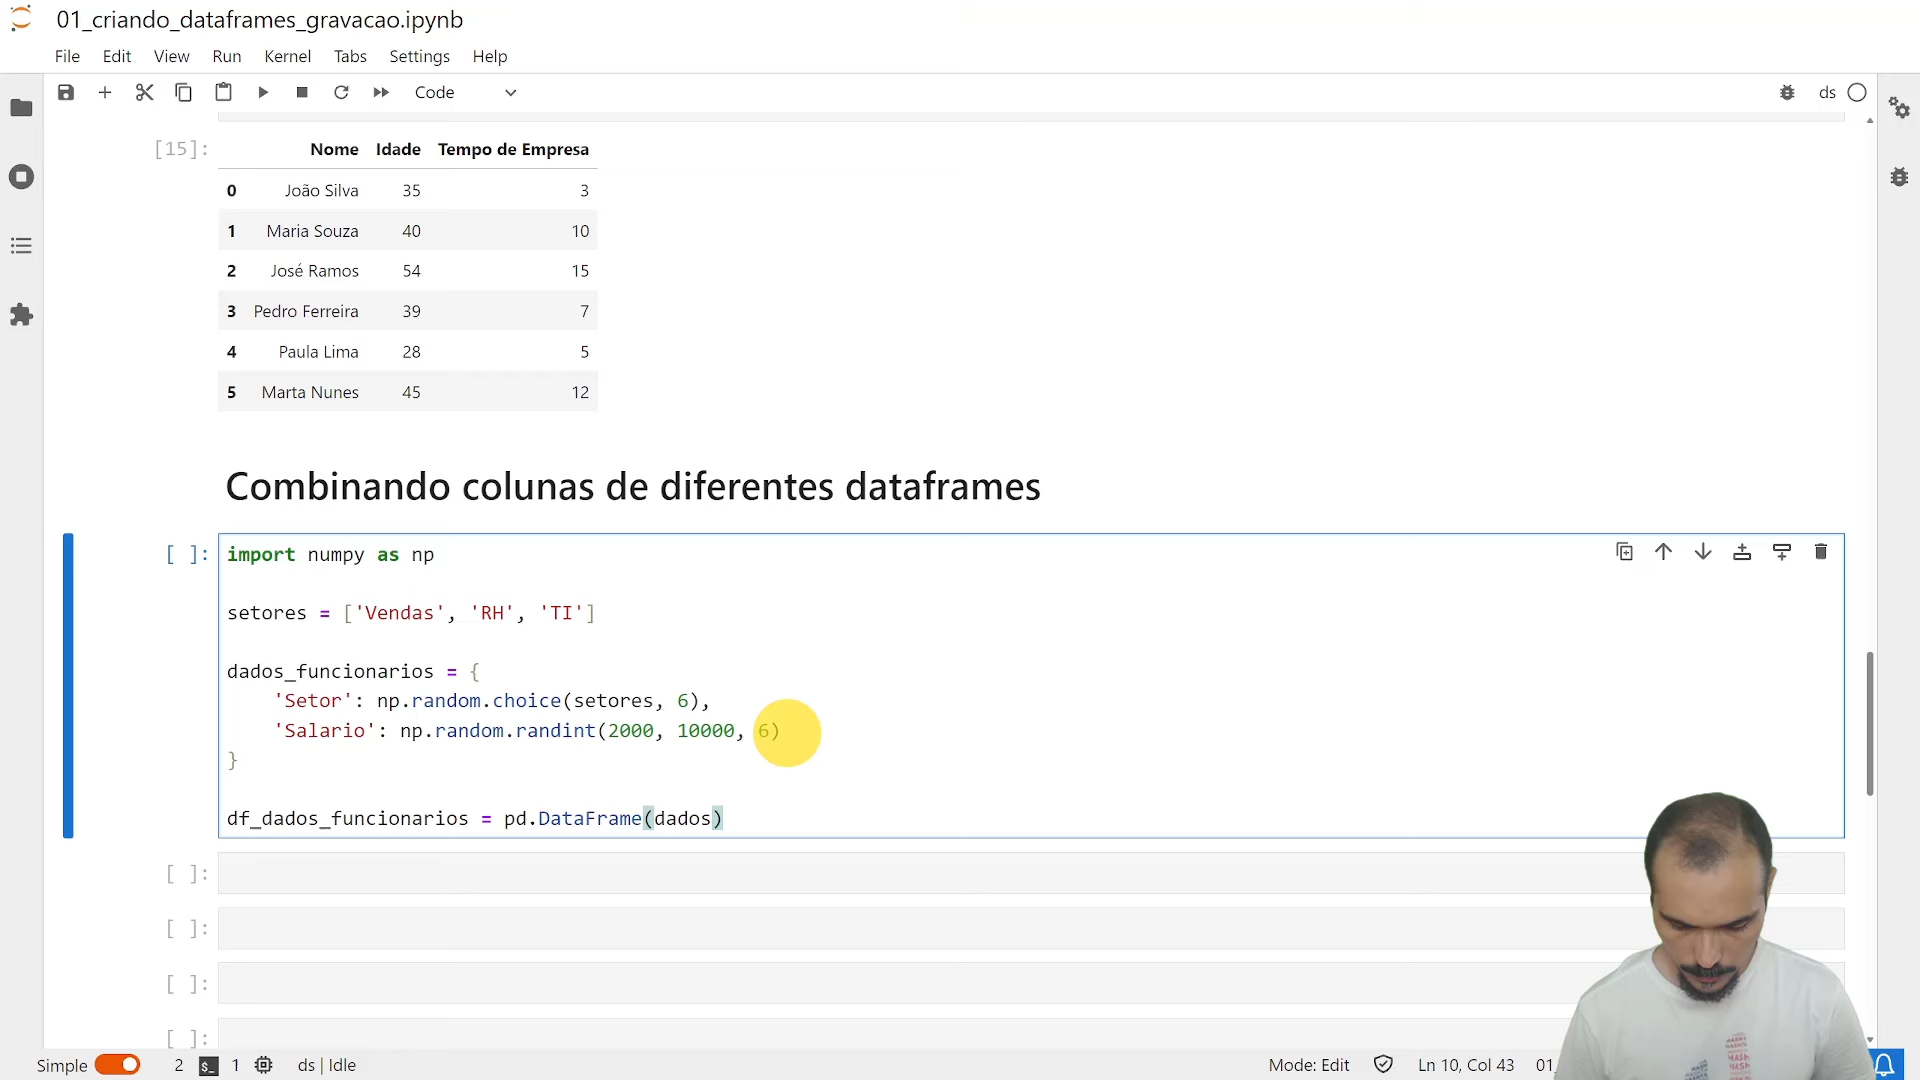 01_criando_dataframes_gravacao.ipynb
File Edit View Run Kernel Tabs Settings Help
Code ds
[15]: Nome Idade Tempo de Empresa
0 João Silva 35 3
1 Maria Souza 40 10
2 José Ramos 54 15
3 Pedro Ferreira 39 7
4 Paula Lima 28 5
5 Marta Nunes 45 12
Combinando colunas de diferentes dataframes
[ ]: import numpy as np
setores = ['Vendas', 'RH', 'TI']
dados_funcionarios = {
'Setor': np.random.choice(setores, 6),
'Salario': np.random.randint(2000, 10000, 6)
}
df_dados_funcionarios = pd.DataFrame(dados)
[ ]:
[ ]:
[ ]:
[ ]:
Simple 2 1 ds | Idle Mode: Edit Ln 10, Col 43 01_